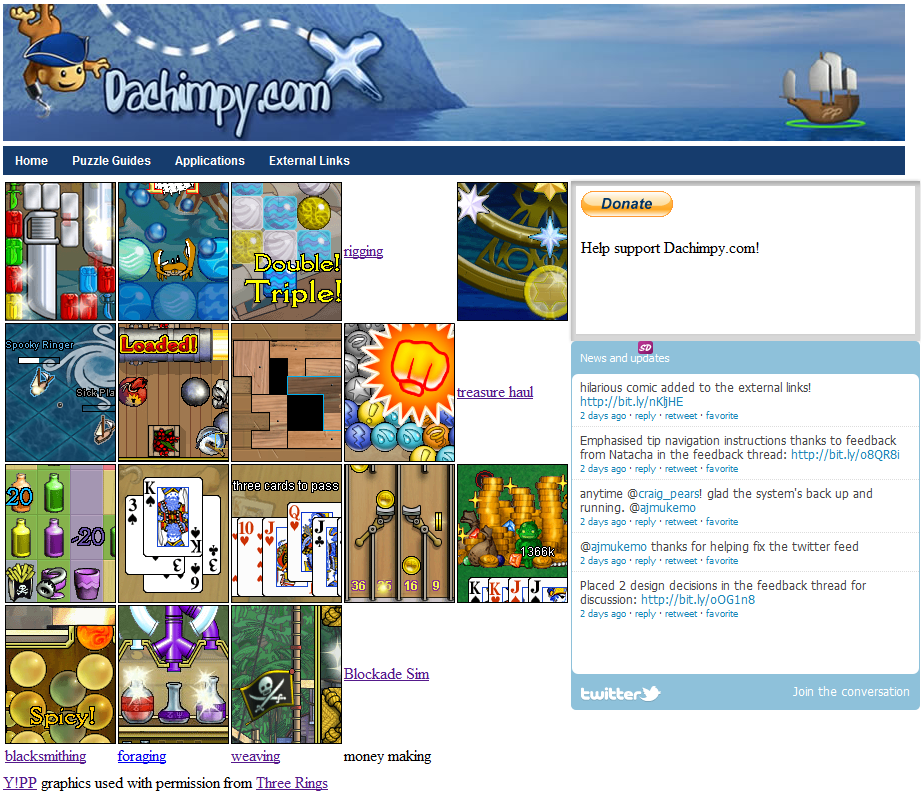 Dachimpy.com
PP
Home Puzzle Guides Applications External Links
Double!
Triple!
rigging
Donate
Help support Dachimpy.com!
Spooky Ringer
Sick Pla
Loaded!
treasure haul
SD
News and updates
hilarious comic added to the external links!
http://bit.ly/nKljHE
2 days ago · reply · retweet · favorite
Emphasised tip navigation instructions thanks to feedback
from Natacha in the feedback thread: http://bit.ly/o8QR8i
2 days ago · reply · retweet · favorite
anytime @craig_pears! glad the system's back up and
running. @ajmukemo
2 days ago · reply · retweet · favorite
@ajmukemo thanks for helping fix the twitter feed
2 days ago · reply · retweet · favorite
Placed 2 design decisions in the feedback thread for
discussion: http://bit.ly/oOG1n8
2 days ago · reply · retweet · favorite
twitter
Join the conversation
20
-20
K
3
K
3
6
three cards to pass
10 J Q J
36 25 16 9
1366k
K J J J
Spicy!
Blockade Sim
blacksmithing foraging weaving money making
Y!PP graphics used with permission from Three Rings